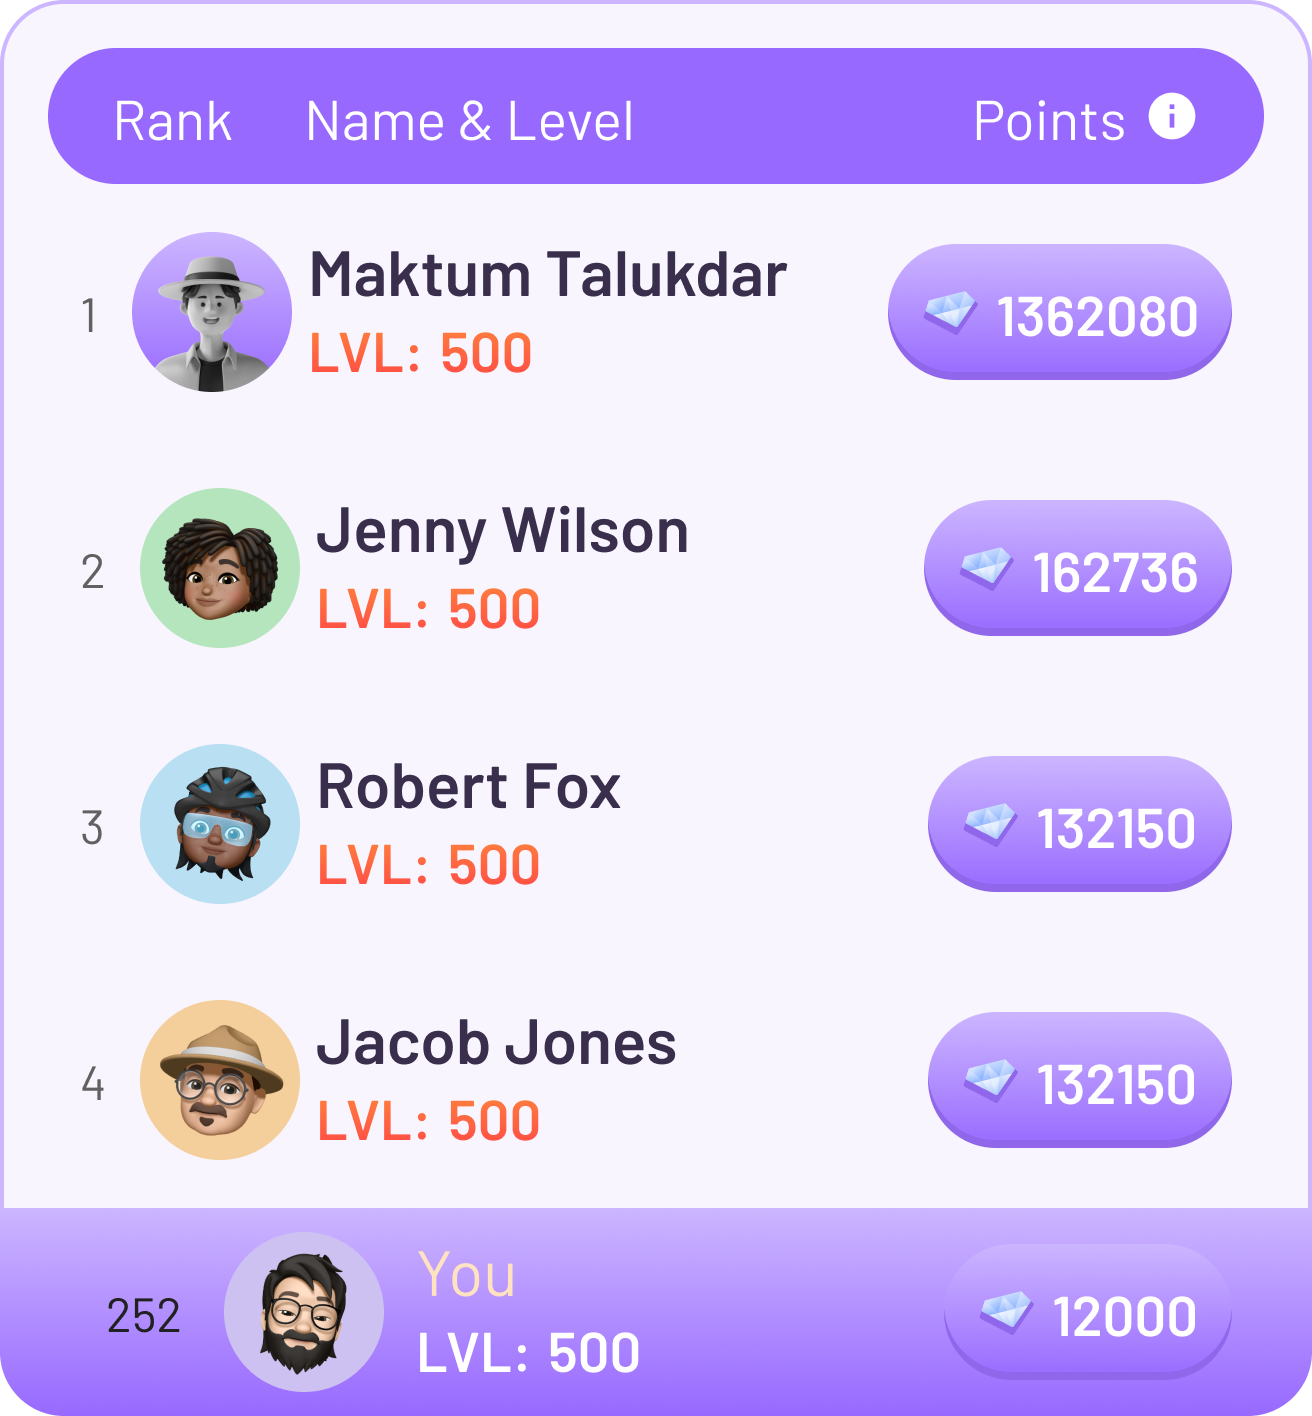 Rank Name & Level Points i
1 Maktum Talukdar 1362080
LVL: 500
2 Jenny Wilson 162736
LVL: 500
3 Robert Fox 132150
LVL: 500
4 Jacob Jones 132150
LVL: 500
252 You 12000
LVL: 500